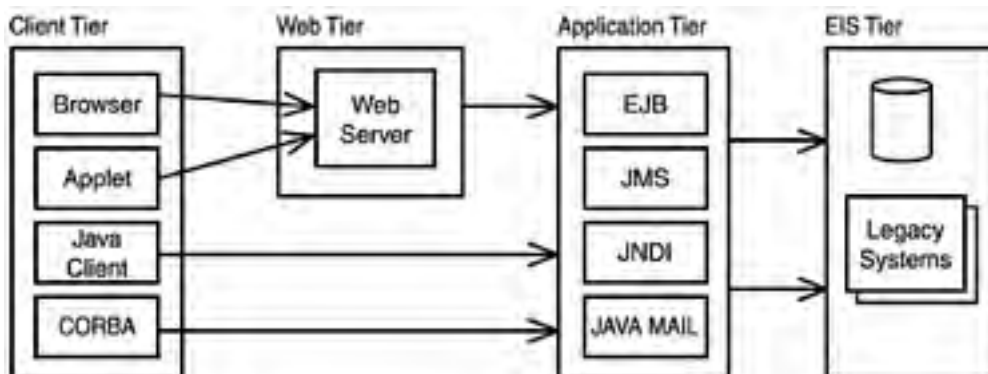 Client Tier
Web Tier
Application Tier
EIS Tier
Browser
Applet
Java
Client
CORBA
Web
Server
EJB
JMS
JNDI
JAVA MAIL
Legacy
Systems